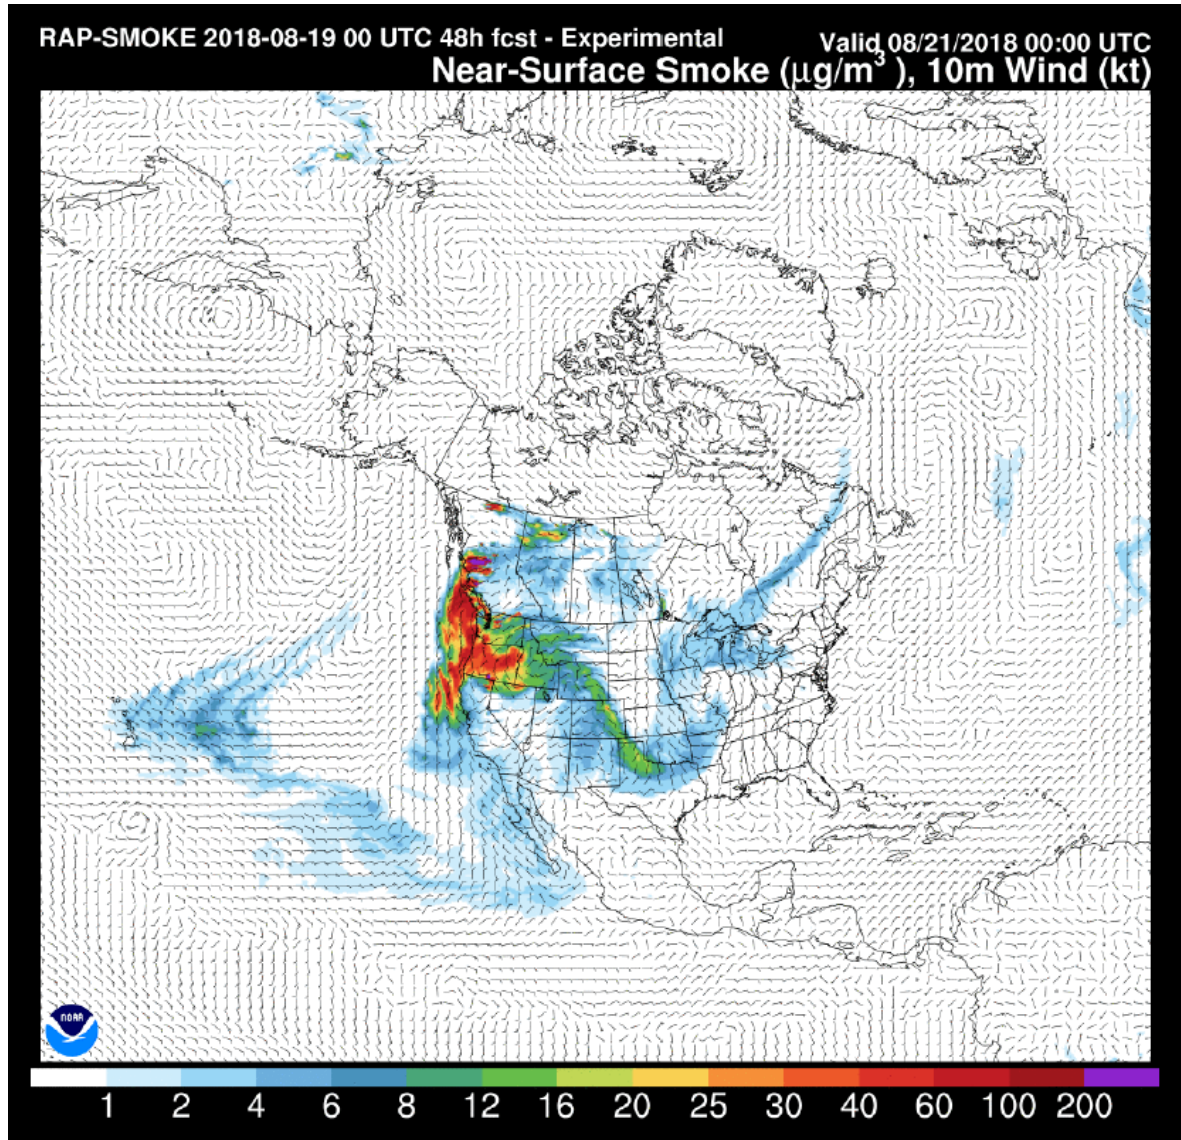 RAP-SMOKE 2018-08-19 00 UTC 48h fcst - Experimental
Valid 08/21/2018 00:00 UTC
Near-Surface Smoke (µg/m³ ), 10m Wind (kt)
NOAA
1 2 4 6 8 12 16 20 25 30 40 60 100 200